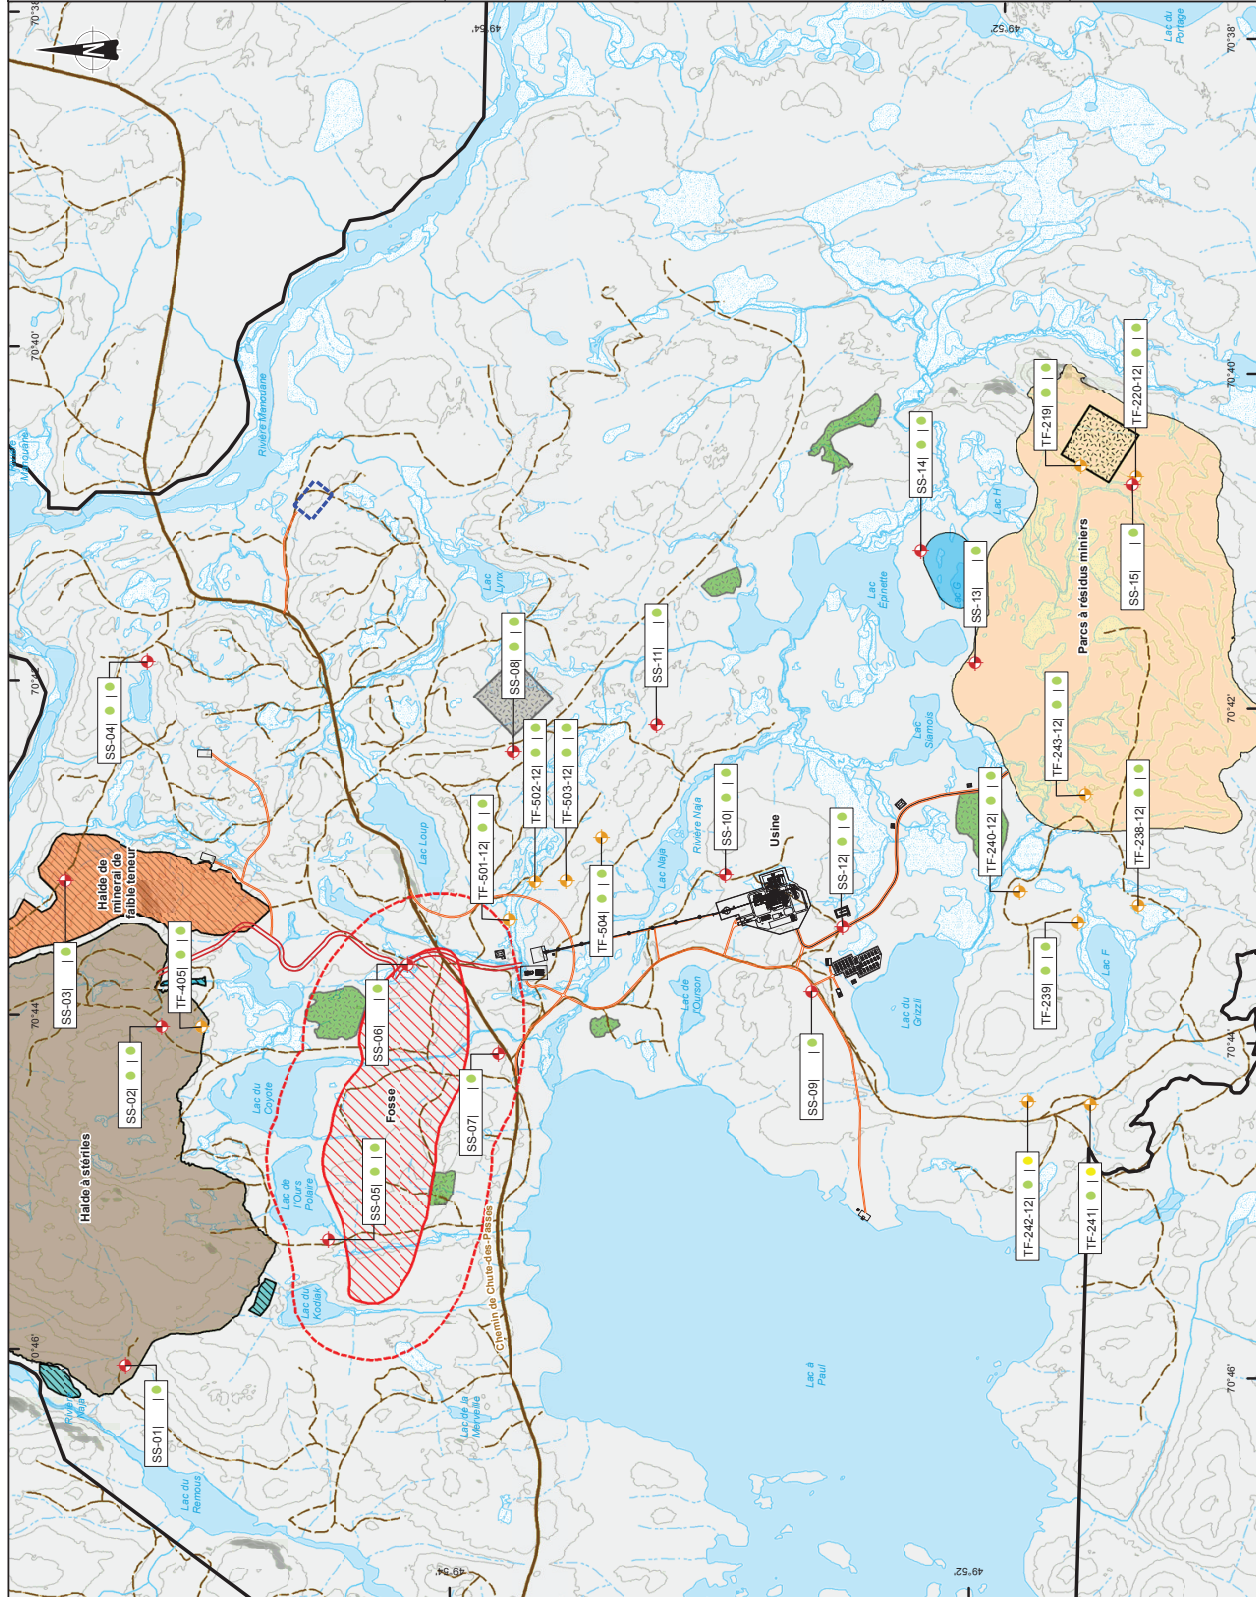 N
70°38'
70°40'
70°42'
70°44'
70°46'
49°54'
49°52'
49°54'
49°52'
70°38'
70°40'
70°42'
70°44'
70°46'
Lac du
Portage
Rivière Manouane
Manouane
Lac
Lynx
Lac Loup
Lac
Épinette
Lac H
Lac
Siamois
Lac Naja
Rivière Naja
Lac de
l'Ourson
Lac du
Grizzli
Lac F
Lac du
Coyote
Lac de
l'Ours
Polaire
Lac du
Kodiak
Lac de la
Merveille
Lac du
Remous
Rivière
Naja
Lac à
Paul
Chemin de Chute-des-Passes
Halde à stériles
Halde de
minerai de
faible teneur
Fosse
Usine
Parcs à résidus miniers
SS-01|
|
SS-02|
|
SS-03|
|
SS-04|
|
SS-05|
|
SS-06|
|
SS-07|
|
SS-08|
|
SS-09|
|
SS-10|
|
SS-11|
|
SS-12|
|
SS-13|
|
SS-14|
|
SS-15|
|
TF-405|
|
TF-501-12|
|
TF-502-12|
|
TF-503-12|
|
TF-504|
|
TF-219|
|
TF-220-12|
|
TF-238-12|
|
TF-239|
|
TF-240-12|
|
TF-241|
|
TF-242-12|
|
TF-243-12|
|